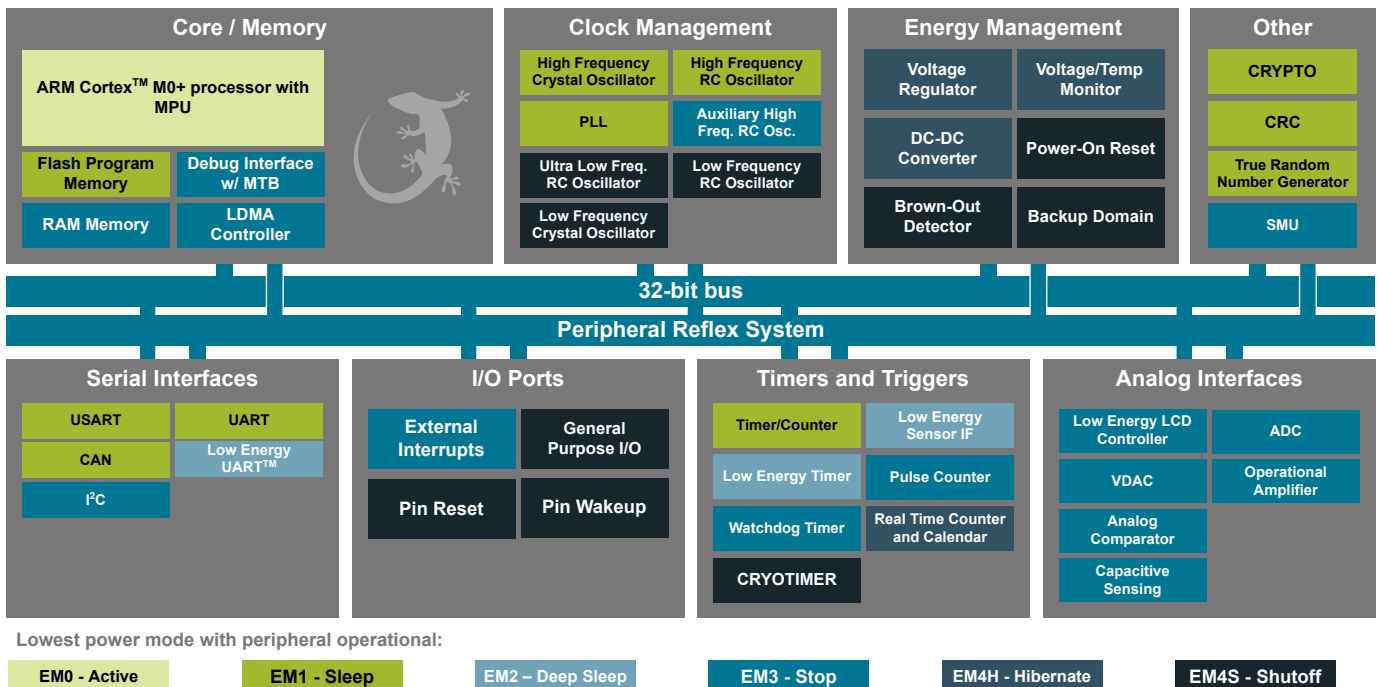 Core / Memory
ARM Cortex™ M0+ processor with
MPU
Flash Program
Memory
Debug Interface
w/ MTB
RAM Memory
LDMA
Controller
Clock Management
High Frequency
Crystal Oscillator
High Frequency
RC Oscillator
PLL
Auxiliary High
Freq. RC Osc.
Ultra Low Freq.
RC Oscillator
Low Frequency
RC Oscillator
Low Frequency
Crystal Oscillator
Energy Management
Voltage
Regulator
Voltage/Temp
Monitor
DC-DC
Converter
Power-On Reset
Brown-Out
Detector
Backup Domain
Other
CRYPTO
CRC
True Random
Number Generator
SMU
32-bit bus
Peripheral Reflex System
Serial Interfaces
USART
UART
CAN
Low Energy
UART™
I²C
I/O Ports
External
Interrupts
General
Purpose I/O
Pin Reset
Pin Wakeup
Timers and Triggers
Timer/Counter
Low Energy
Sensor IF
Low Energy Timer
Pulse Counter
Watchdog Timer
Real Time Counter
and Calendar
CRYOTIMER
Analog Interfaces
Low Energy LCD
Controller
ADC
VDAC
Operational
Amplifier
Analog
Comparator
Capacitive
Sensing
Lowest power mode with peripheral operational:
EM0 - Active
EM1 - Sleep
EM2 – Deep Sleep
EM3 - Stop
EM4H - Hibernate
EM4S - Shutoff